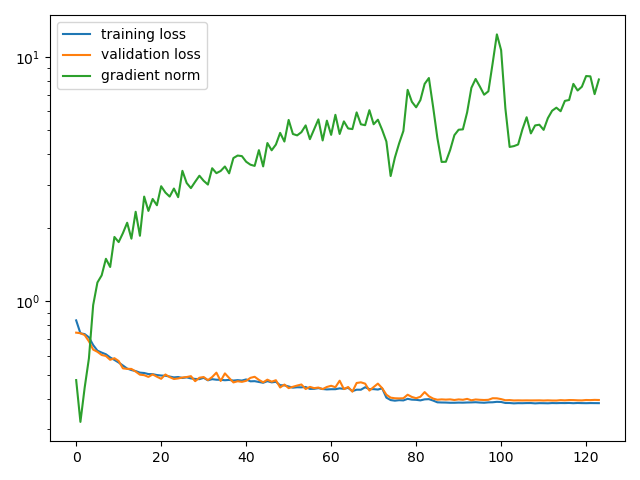 training loss
validation loss
gradient norm
10¹
10⁰
0 20 40 60 80 100 120